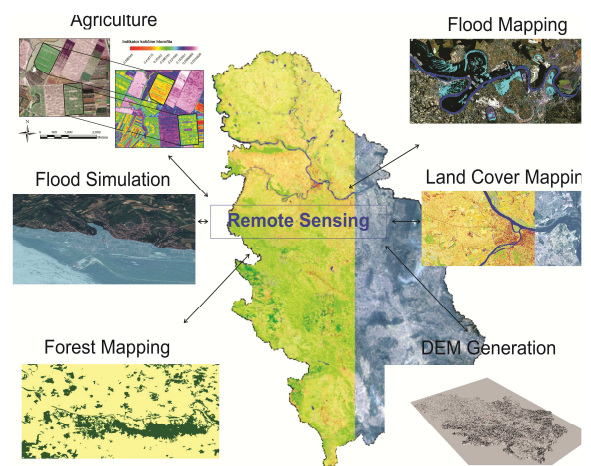 Agriculture
Flood Mapping
Flood Simulation
Land Cover Mappin
Remote Sensing
Forest Mapping
DEM Generation